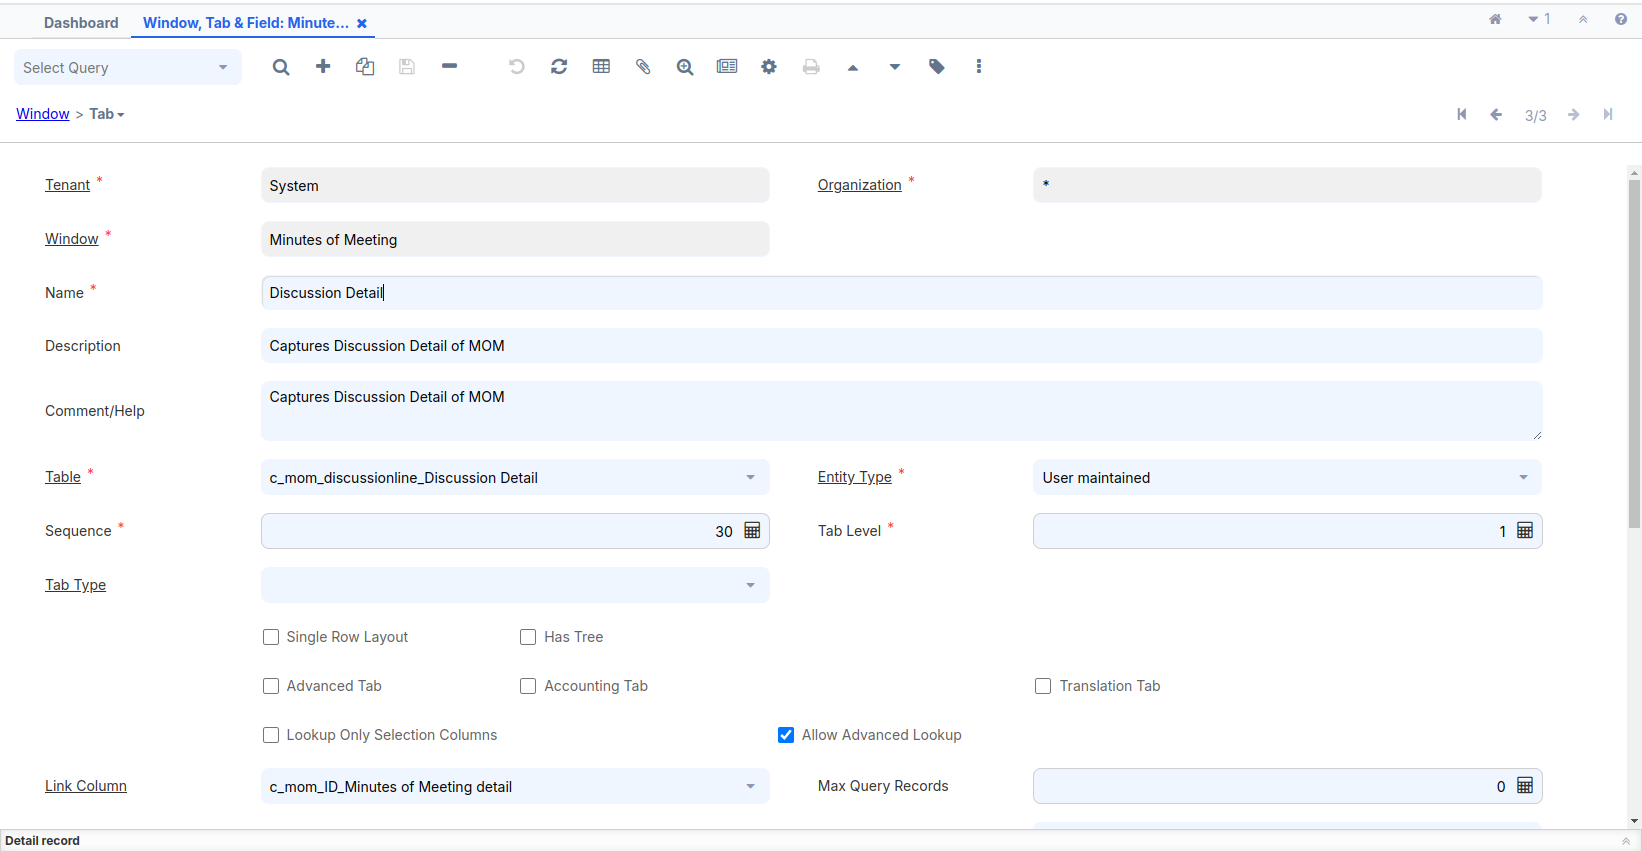 Dashboard Window, Tab & Field: Minute... 1
Select Query
Window > Tab 3/3
Tenant * System Organization * *
Window * Minutes of Meeting
Name * Discussion Detail
Description Captures Discussion Detail of MOM
Comment/Help Captures Discussion Detail of MOM
Table * c_mom_discussionline_Discussion Detail Entity Type * User maintained
Sequence * 30 Tab Level * 1
Tab Type
Single Row Layout Has Tree
Advanced Tab Accounting Tab Translation Tab
Lookup Only Selection Columns Allow Advanced Lookup
Link Column c_mom_ID_Minutes of Meeting detail Max Query Records 0
Detail record